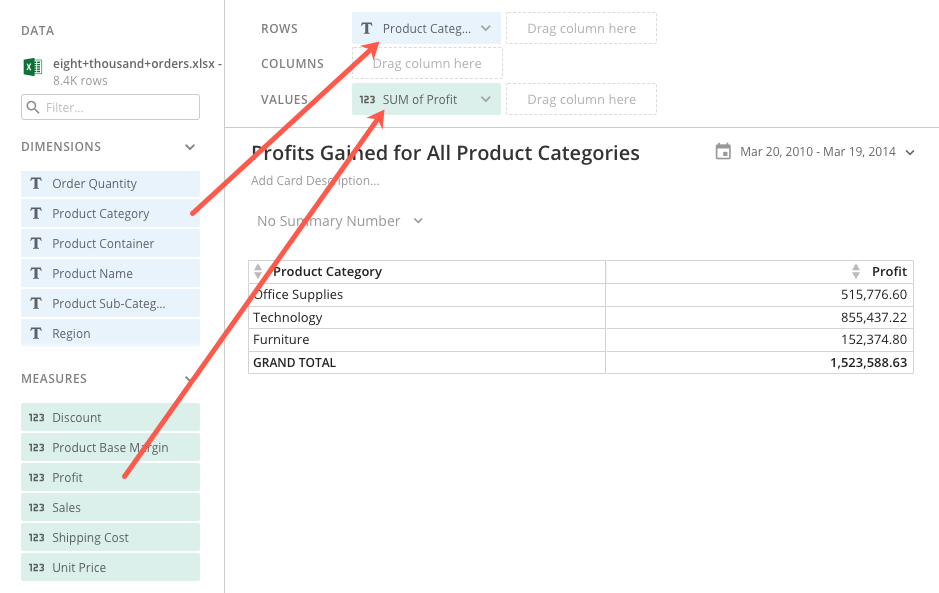 DATA
eight+thousand+orders.xlsx -
8.4K rows
Filter...
DIMENSIONS
T Order Quantity
T Product Category
T Product Container
T Product Name
T Product Sub-Categ...
T Region
MEASURES
123 Discount
123 Product Base Margin
123 Profit
123 Sales
123 Shipping Cost
123 Unit Price
ROWS T Product Categ... Drag column here
COLUMNS Drag column here
VALUES 123 SUM of Profit Drag column here
Profits Gained for All Product Categories
Mar 20, 2010 - Mar 19, 2014
Add Card Description...
No Summary Number
Product Category Profit
Office Supplies 515,776.60
Technology 855,437.22
Furniture 152,374.80
GRAND TOTAL 1,523,588.63